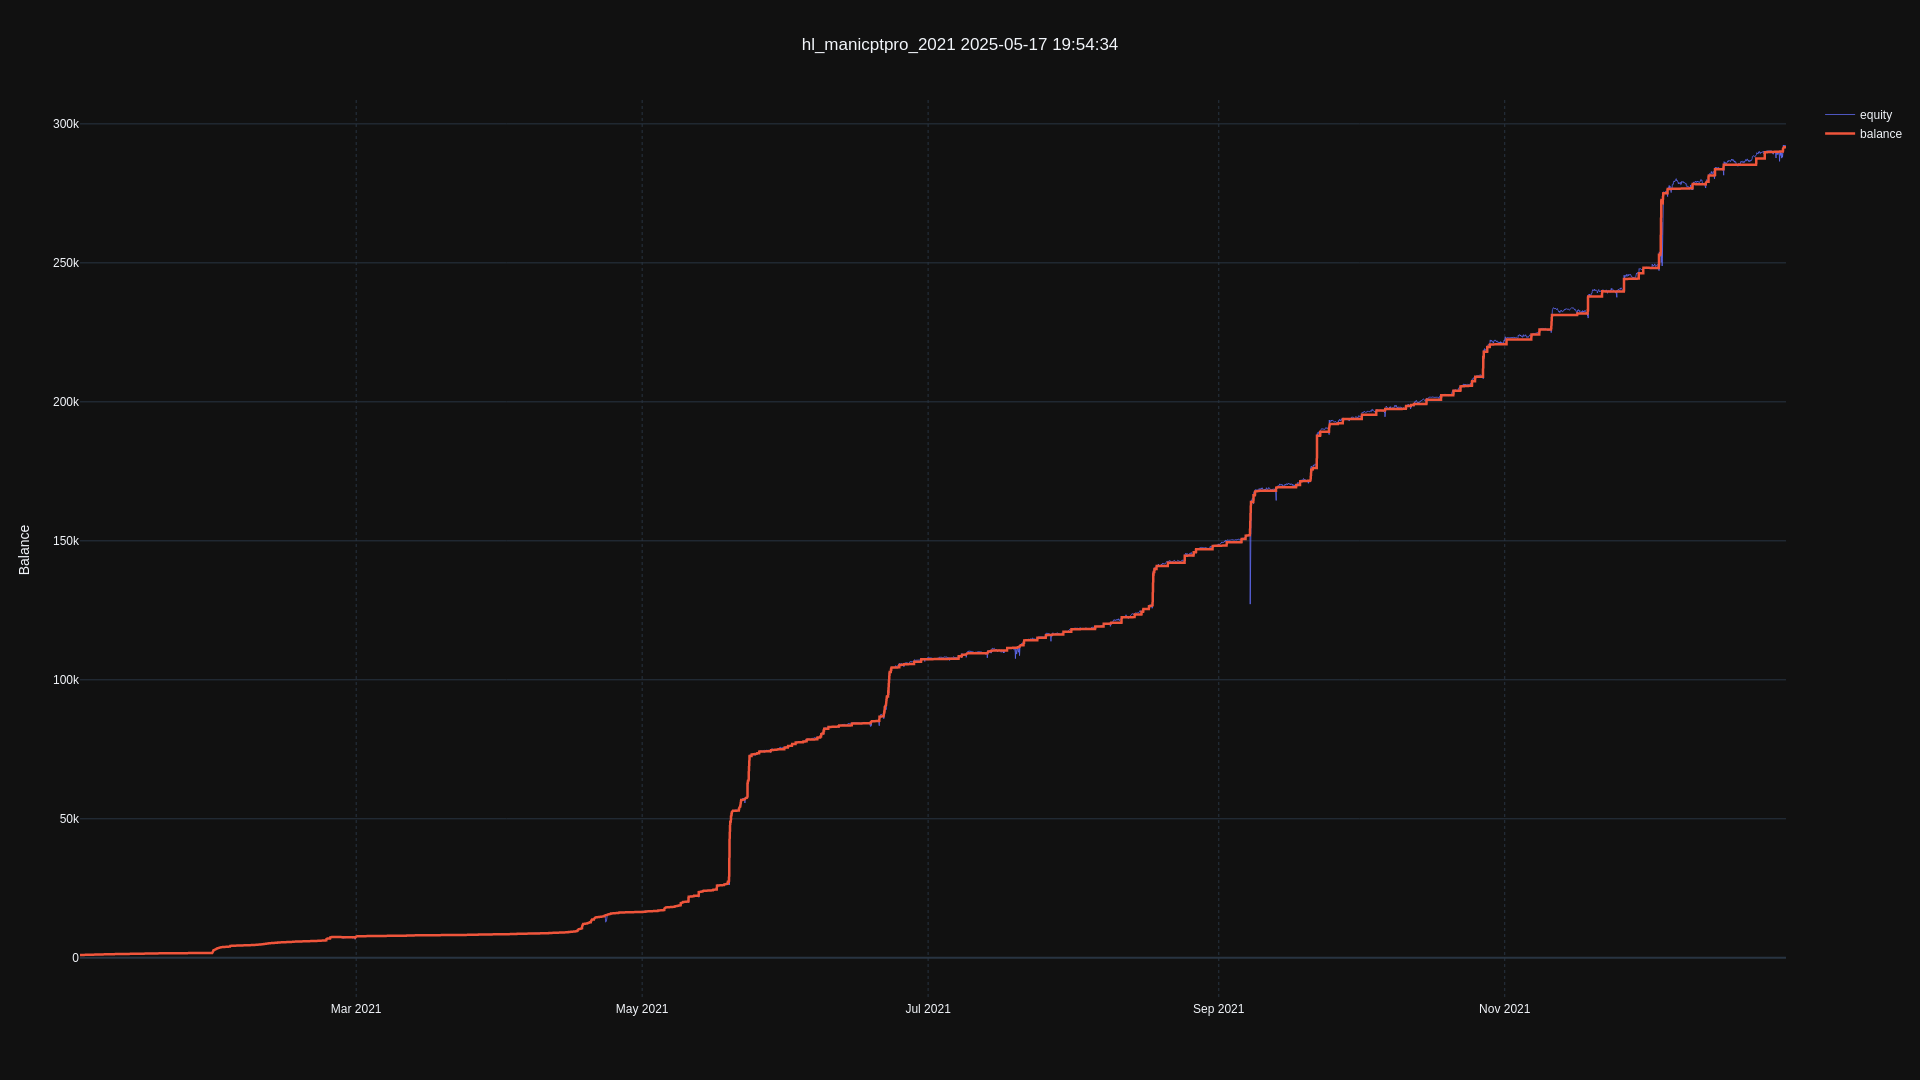 hl_manicptpro_2021 2025-05-17 19:54:34
equity
balance
Balance
300k
250k
200k
150k
100k
50k
0
Mar 2021
May 2021
Jul 2021
Sep 2021
Nov 2021